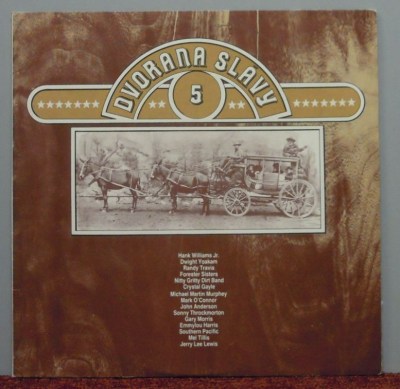 DVORANA SLAVY
5
Hank Williams Jr.
Dwight Yoakam
Randy Travis
Forester Sisters
Nitty Gritty Dirt Band
Crystal Gayle
Michael Martin Murphey
Mark O'Connor
John Anderson
Sonny Throckmorton
Gary Morris
Emmylou Harris
Southern Pacific
Mel Tillis
Jerry Lee Lewis